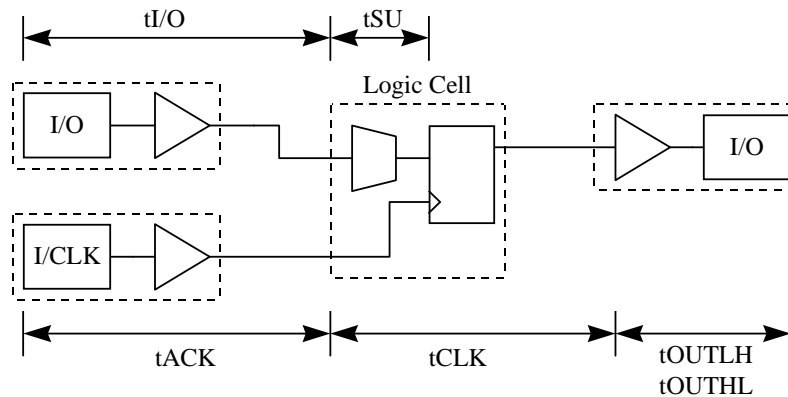 tI/O
tSU
Logic Cell
I/O
I/O
I/CLK
tACK
tCLK
tOUTLH
tOUTHL